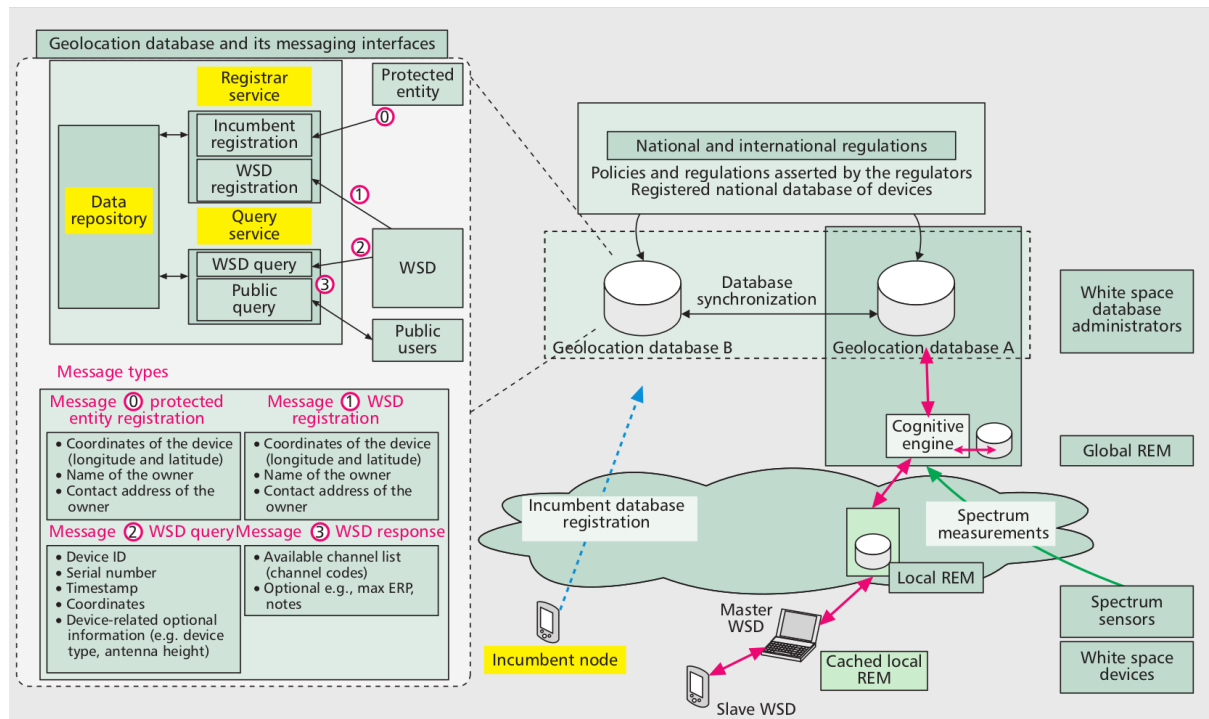 Geolocation database and its messaging interfaces
Registrar
service
Protected
entity
0
Incumbent
registration
WSD
registration
1
Data
repository
Query
service
2
WSD query
WSD
3
Public
query
Public
users
Message types
Message 0 protected
entity registration
• Coordinates of the device
(longitude and latitude)
• Name of the owner
• Contact address of the
owner
Message 1 WSD
registration
• Coordinates of the device
(longitude and latitude)
• Name of the owner
• Contact address of the
owner
Message 2 WSD query
• Device ID
• Serial number
• Timestamp
• Coordinates
• Device-related optional
information (e.g. device
type, antenna height)
Message 3 WSD response
• Available channel list
(channel codes)
• Optional e.g., max ERP,
notes
National and international regulations
Policies and regulations asserted by the regulators
Registered national database of devices
Database
synchronization
Geolocation database B
Geolocation database A
White space
database
administrators
Cognitive
engine
Global REM
Incumbent database
registration
Spectrum
measurements
Local REM
Spectrum
sensors
Master
WSD
Incumbent node
Cached local
REM
White space
devices
Slave WSD